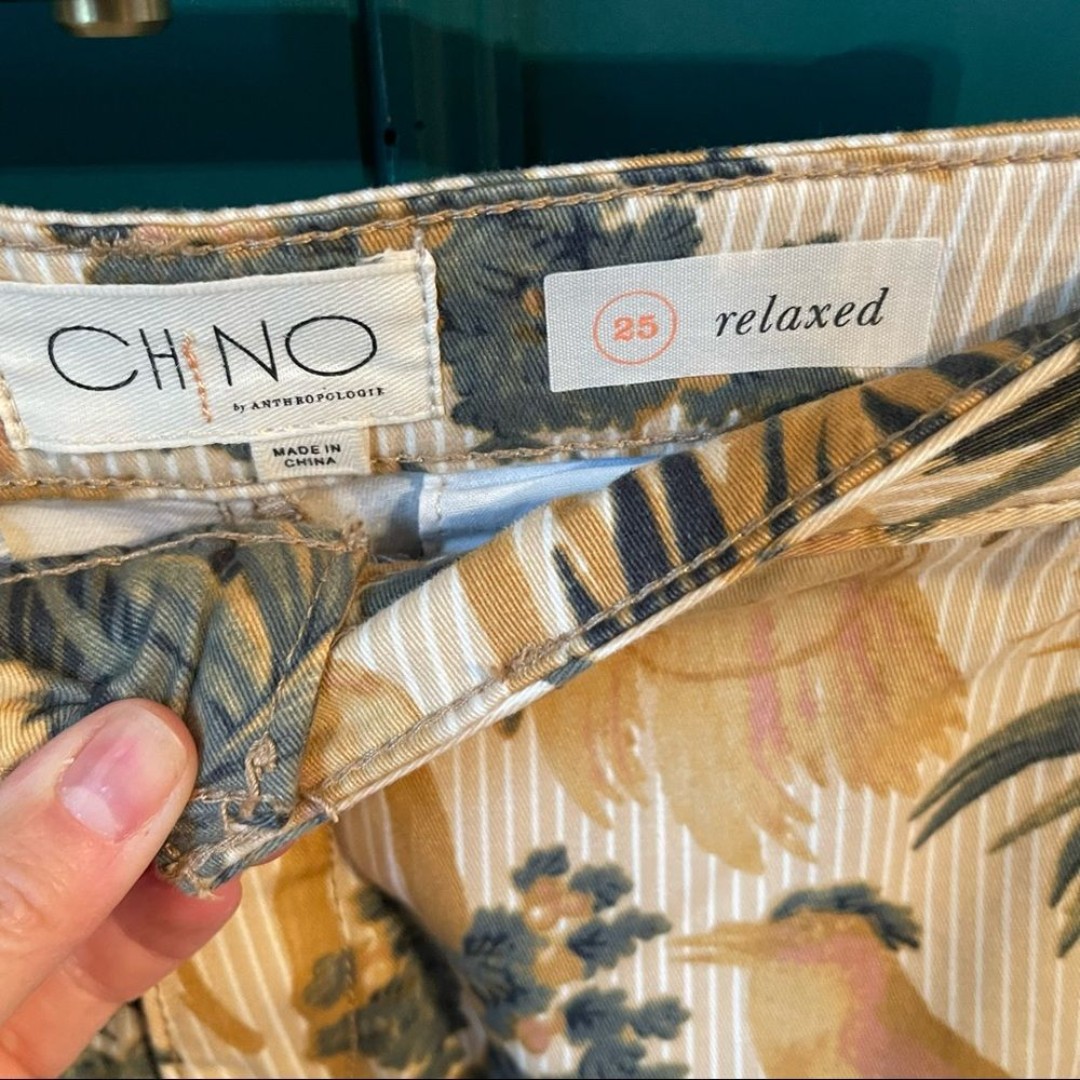 CHINO
by ANTHROPOLOGIE
MADE IN
CHINA
25 relaxed